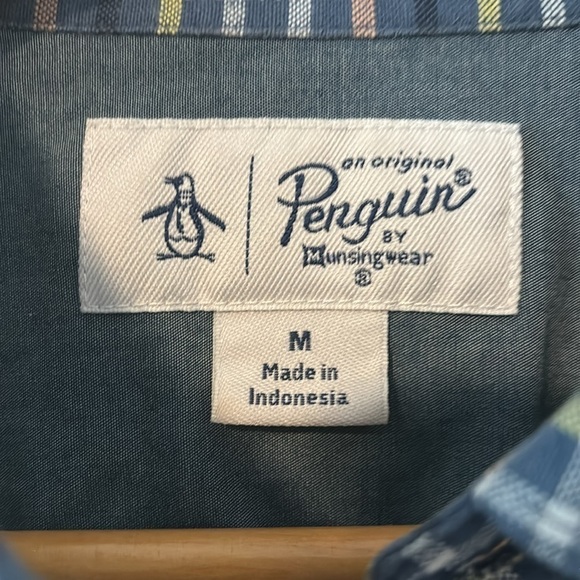 an original
Penguin®
BY
Munsingwear
®
M
Made in
Indonesia